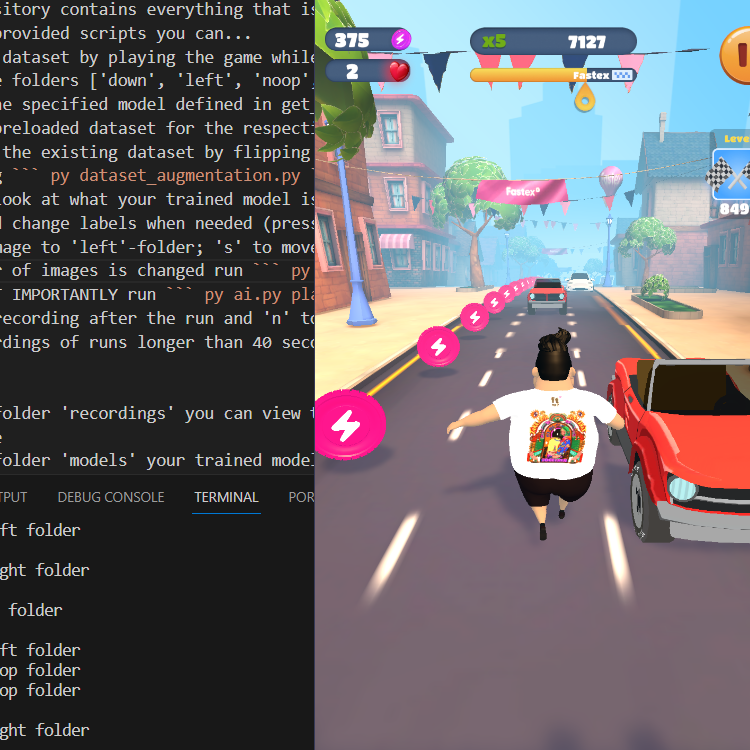 sitory contains everything that is
provided scripts you can...
dataset by playing the game while
e folders ['down', 'left', 'noop',
he specified model defined in get
preloaded dataset for the respecti
the existing dataset by flipping
g ``` py dataset_augmentation.py `
look at what your trained model is
d change labels when needed (press
mage to 'left'-folder; 's' to move
r of images is changed run ``` py
T IMPORTANTLY run ``` py ai.py pla
recording after the run and 'n' to
rdings of runs longer than 40 seco
folder 'recordings' you can view t
e
folder 'models' your trained model
TPUT DEBUG CONSOLE TERMINAL POR
ft folder
ght folder
folder
ft folder
op folder
op folder
ght folder
375
x5 7127
2
Fastex
Leve
849
Fastex